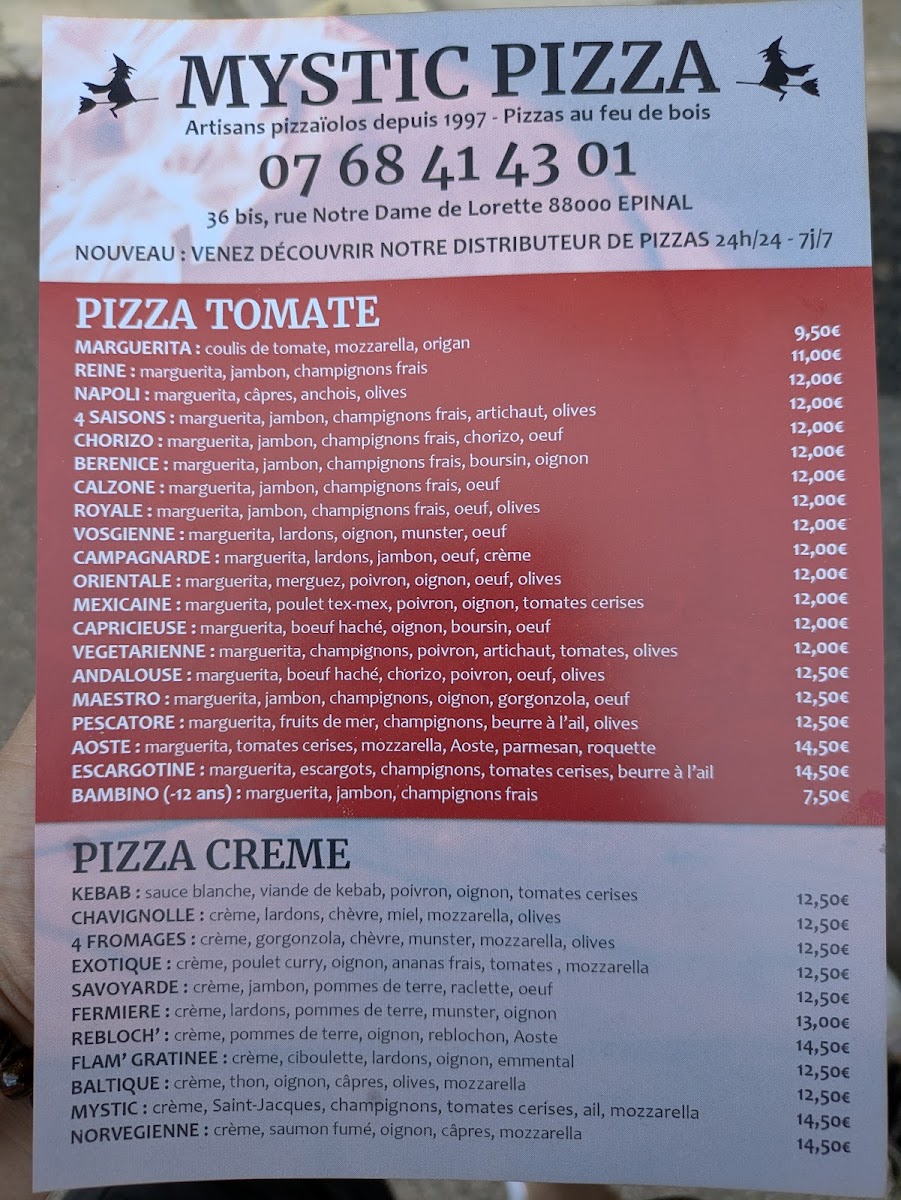 MYSTIC PIZZA
Artisans pizzaïolos depuis 1997 - Pizzas au feu de bois
07 68 41 43 01
36 bis, rue Notre Dame de Lorette 88000 EPINAL
NOUVEAU : VENEZ DÉCOUVRIR NOTRE DISTRIBUTEUR DE PIZZAS 24h/24 - 7j/7
PIZZA TOMATE
MARGUERITA : coulis de tomate, mozzarella, origan 9,50€
REINE : marguerita, jambon, champignons frais 11,00€
NAPOLI : marguerita, câpres, anchois, olives 12,00€
4 SAISONS : marguerita, jambon, champignons frais, artichaut, olives 12,00€
CHORIZO : marguerita, jambon, champignons frais, chorizo, oeuf 12,00€
BERENICE : marguerita, jambon, champignons frais, boursin, oignon 12,00€
CALZONE : marguerita, jambon, champignons frais, oeuf 12,00€
ROYALE : marguerita, jambon, champignons frais, oeuf, olives 12,00€
VOSGIENNE : marguerita, lardons, oignon, munster, oeuf 12,00€
CAMPAGNARDE : marguerita, lardons, jambon, oeuf, crème 12,00€
ORIENTALE : marguerita, merguez, poivron, oignon, oeuf, olives 12,00€
MEXICAINE : marguerita, poulet tex-mex, poivron, oignon, tomates cerises 12,00€
CAPRICIEUSE : marguerita, boeuf haché, oignon, boursin, oeuf 12,00€
VEGETARIENNE : marguerita, champignons, poivron, artichaut, tomates, olives 12,00€
ANDALOUSE : marguerita, boeuf haché, chorizo, poivron, oeuf, olives 12,50€
MAESTRO : marguerita, jambon, champignons, oignon, gorgonzola, oeuf 12,50€
PESCATORE : marguerita, fruits de mer, champignons, beurre à l'ail, olives 12,50€
AOSTE : marguerita, tomates cerises, mozzarella, Aoste, parmesan, roquette 14,50€
ESCARGOTINE : marguerita, escargots, champignons, tomates cerises, beurre à l'ail 14,50€
BAMBINO (-12 ans) : marguerita, jambon, champignons frais 7,50€
PIZZA CREME
KEBAB : sauce blanche, viande de kebab, poivron, oignon, tomates cerises 12,50€
CHAVIGNOLLE : crème, lardons, chèvre, miel, mozzarella, olives 12,50€
4 FROMAGES : crème, gorgonzola, chèvre, munster, mozzarella, olives 12,50€
EXOTIQUE : crème, poulet curry, oignon, ananas frais, tomates , mozzarella 12,50€
SAVOYARDE : crème, jambon, pommes de terre, raclette, oeuf 12,50€
FERMIERE : crème, lardons, pommes de terre, munster, oignon 13,00€
REBLOCH' : crème, pommes de terre, oignon, reblochon, Aoste 14,50€
FLAM' GRATINEE : crème, ciboulette, lardons, oignon, emmental 12,50€
BALTIQUE : crème, thon, oignon, câpres, olives, mozzarella 12,50€
MYSTIC : crème, Saint-Jacques, champignons, tomates cerises, ail, mozzarella 14,50€
NORVEGIENNE : crème, saumon fumé, oignon, câpres, mozzarella 14,50€